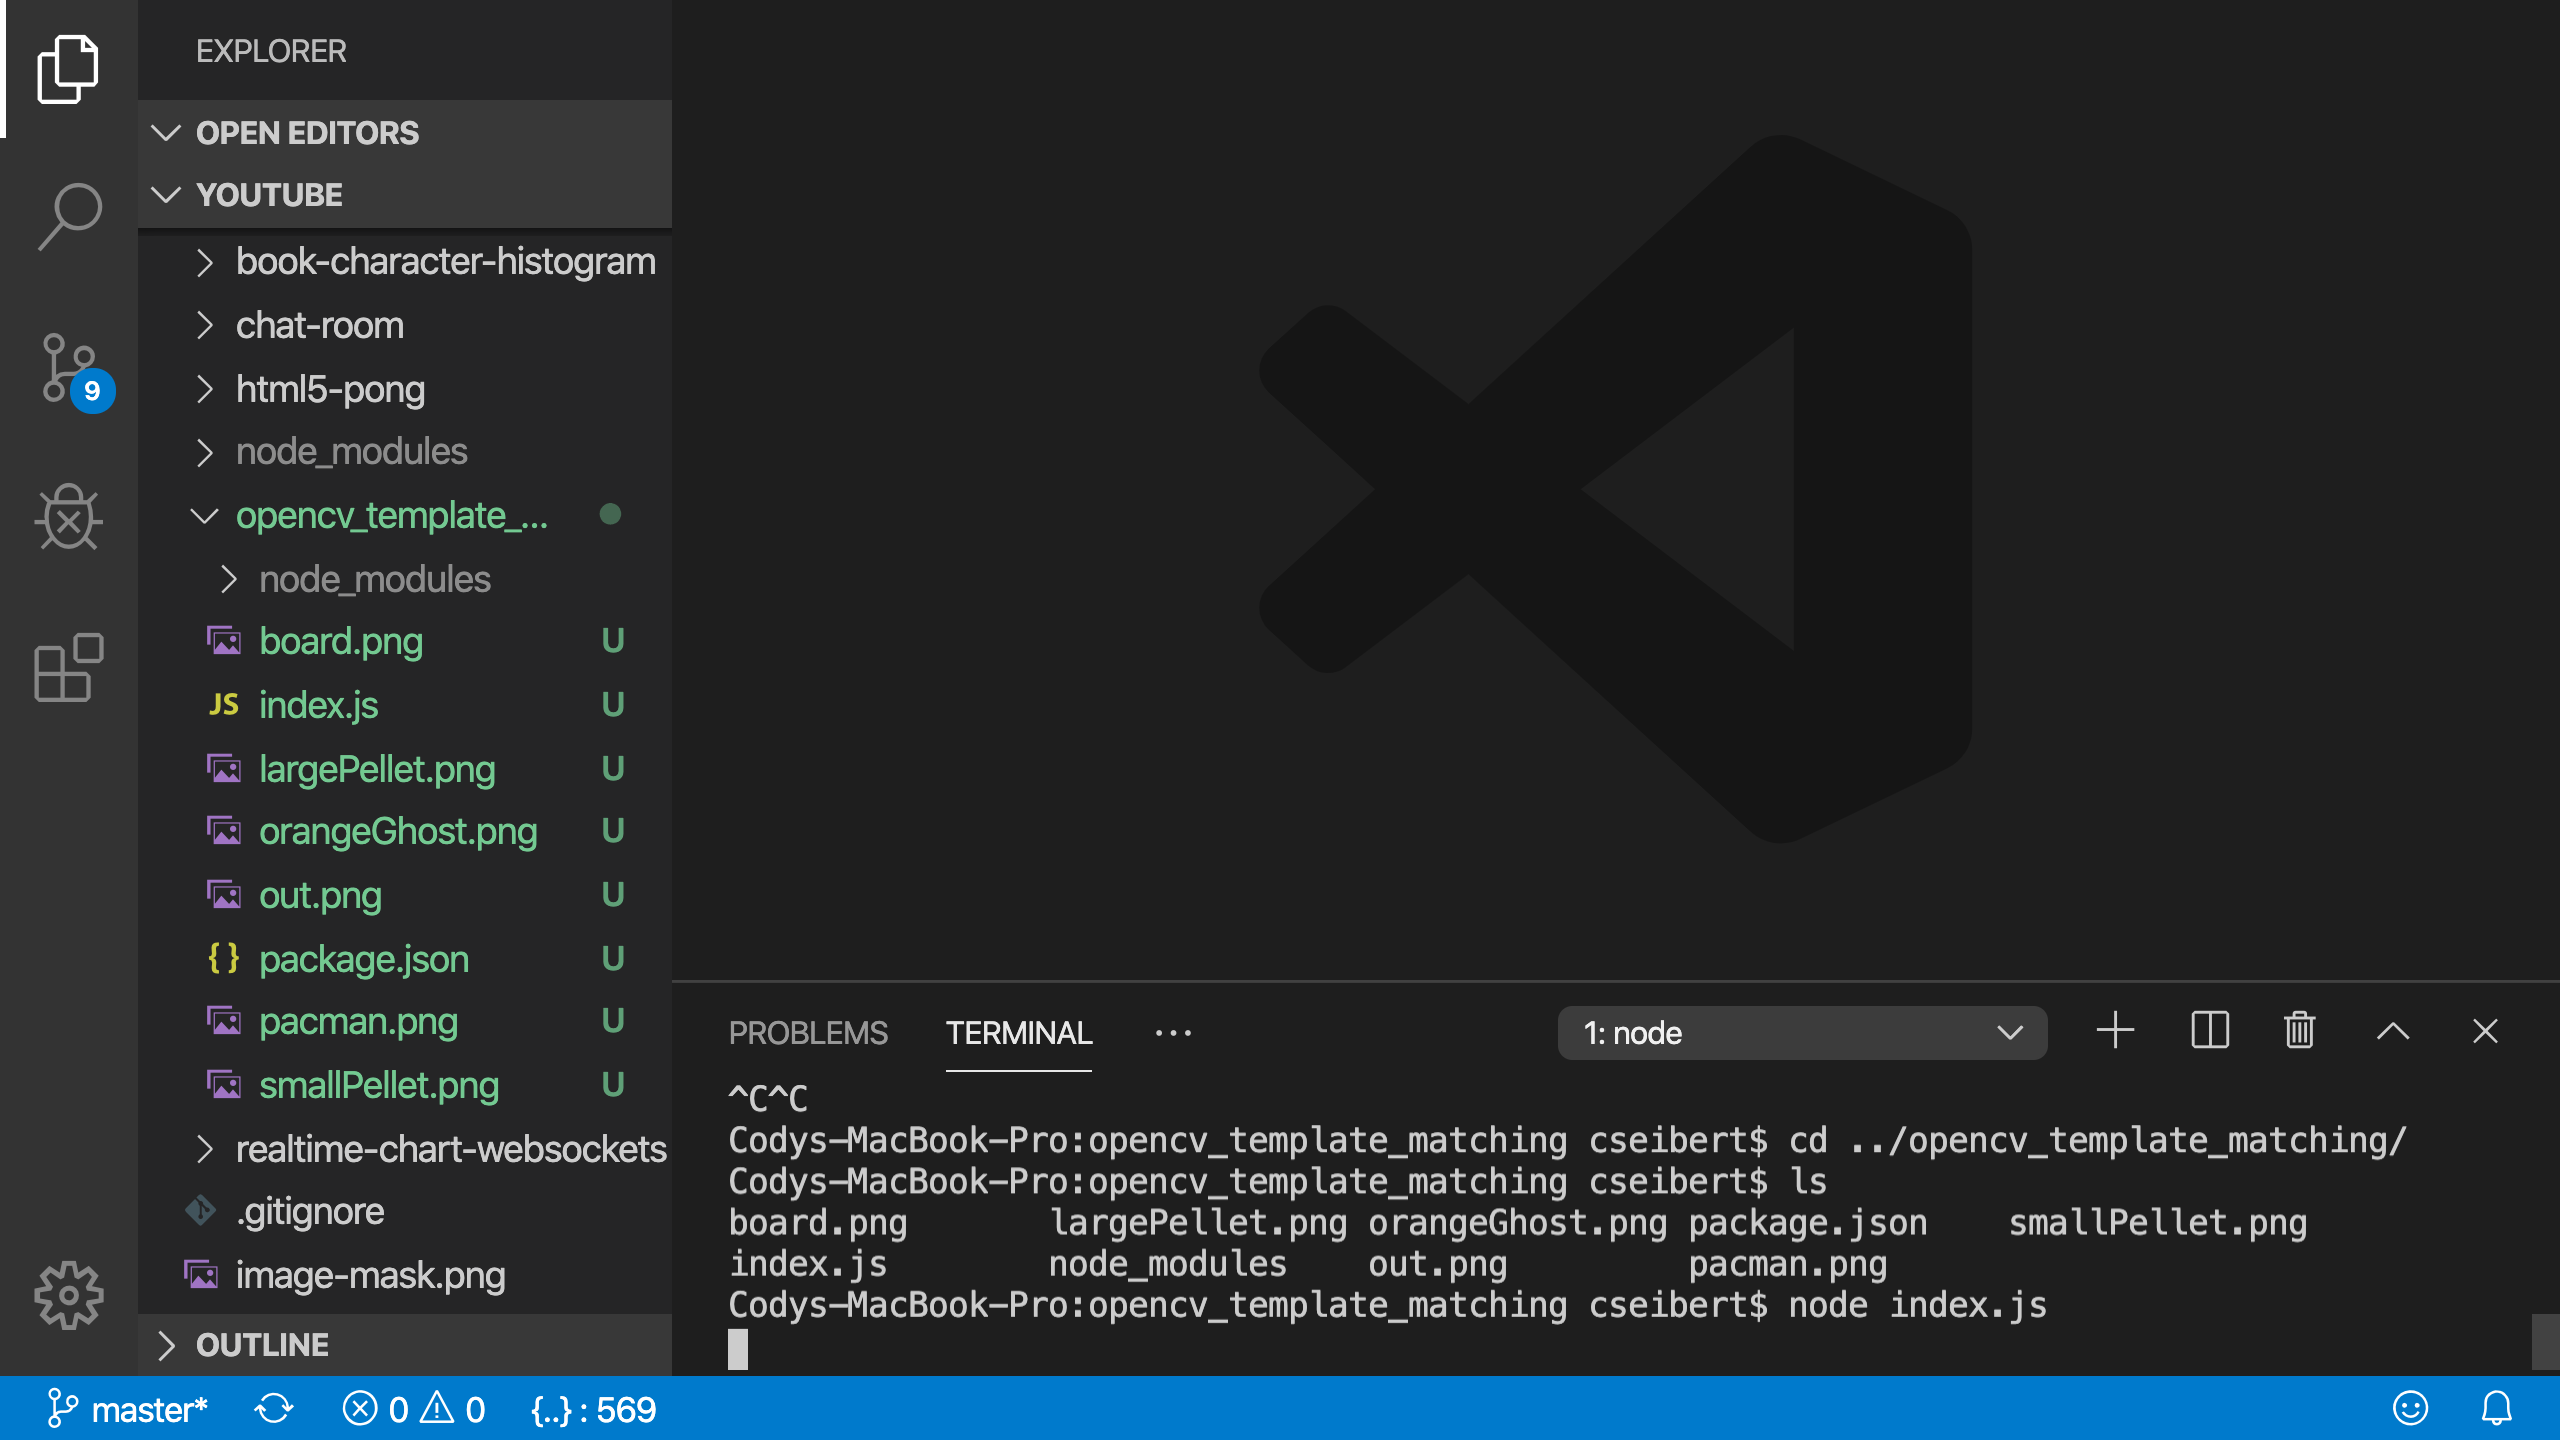 EXPLORER
OPEN EDITORS
YOUTUBE
book-character-histogram
chat-room
html5-pong
node_modules
opencv_template_...
node_modules
board.png U
JS index.js U
largePellet.png U
orangeGhost.png U
out.png U
{} package.json U
pacman.png U
smallPellet.png U
realtime-chart-websockets
.gitignore
image-mask.png
OUTLINE
9
PROBLEMS TERMINAL ··· 1: node
^C^C
Codys-MacBook-Pro:opencv_template_matching cseibert$ cd ../opencv_template_matching/
Codys-MacBook-Pro:opencv_template_matching cseibert$ ls
board.png largePellet.png orangeGhost.png package.json smallPellet.png
index.js node_modules out.png pacman.png
Codys-MacBook-Pro:opencv_template_matching cseibert$ node index.js
master* 0 0 {..} : 569